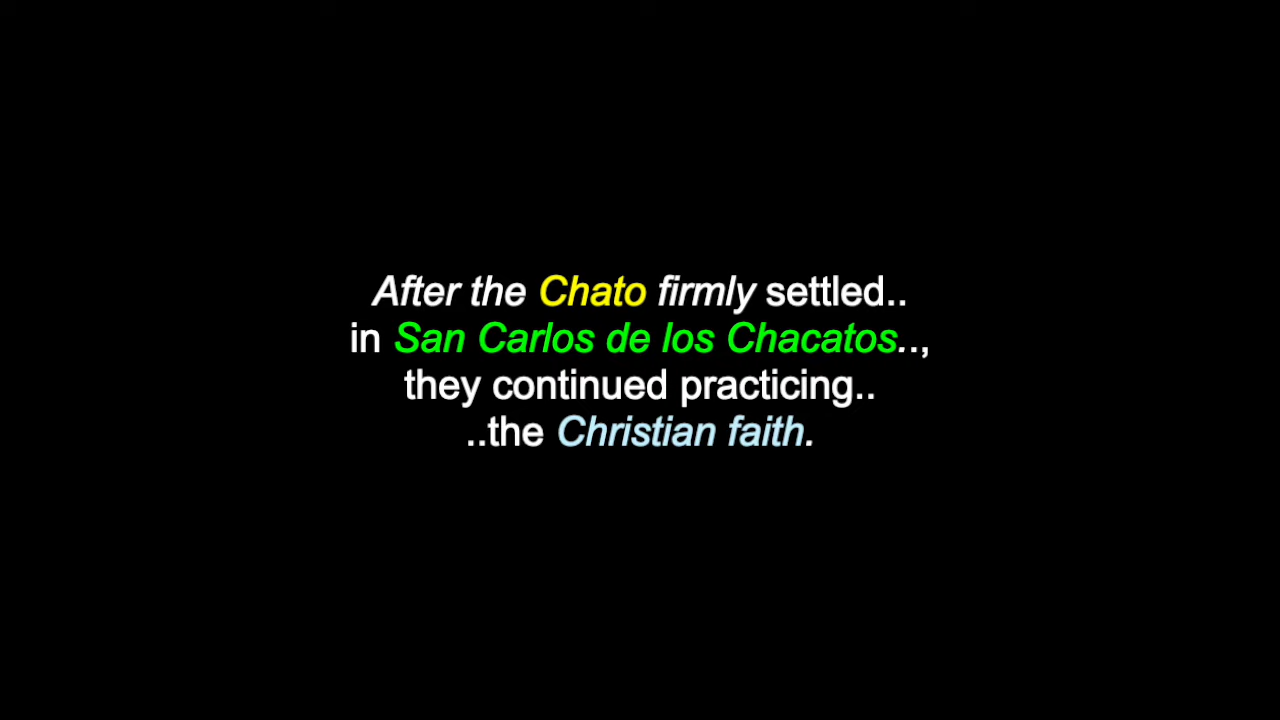 After the Chato firmly settled..
in San Carlos de los Chacatos..,
they continued practicing..
..the Christian faith.